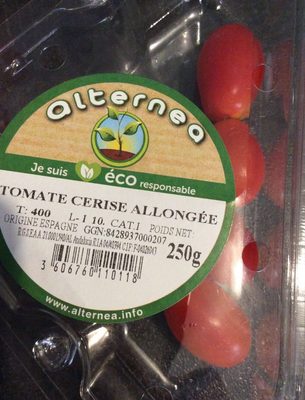 alternea
Je suis éco responsable
TOMATE CERISE ALLONGÉE
T: 400 L-1 10. CAT.I POIDS NET:
ORIGINE ESPAGNE GGN:8428937000207
250g
3 606760 110118
www.alternea.info